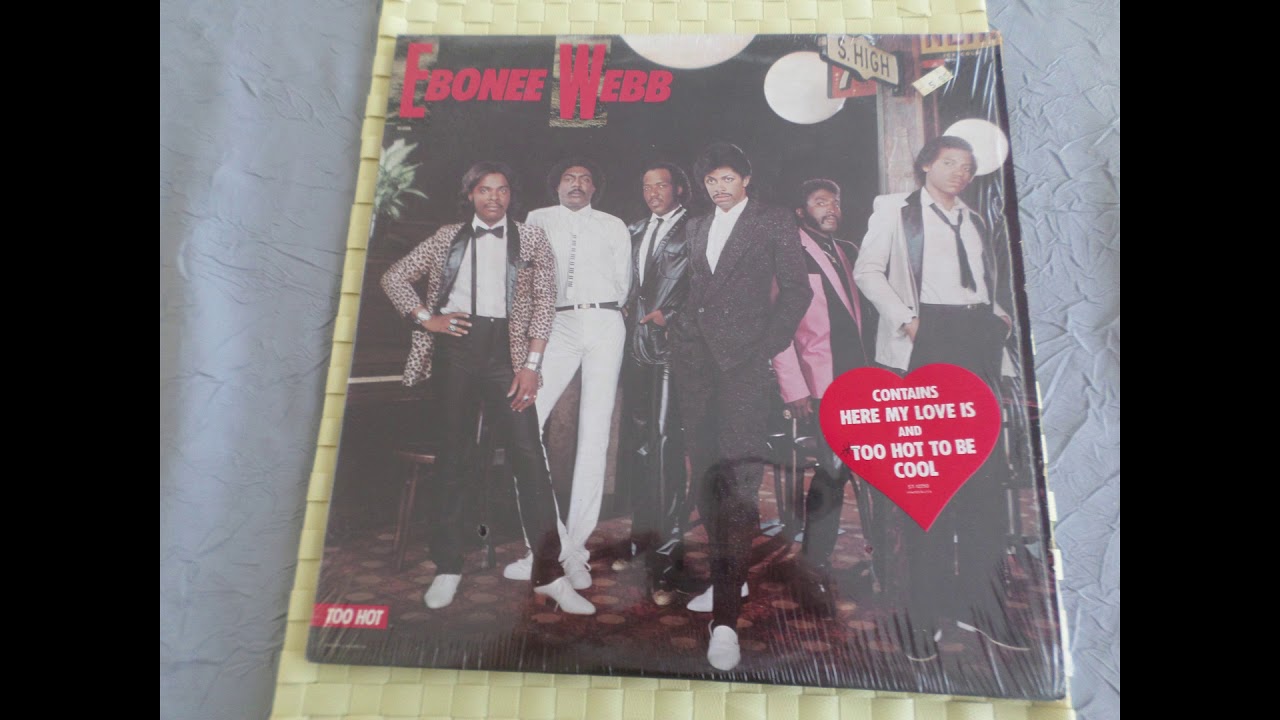 EBONEE WEBB
S. HIGH
CONTAINS
HERE MY LOVE IS
AND
TOO HOT TO BE
COOL
TOO HOT